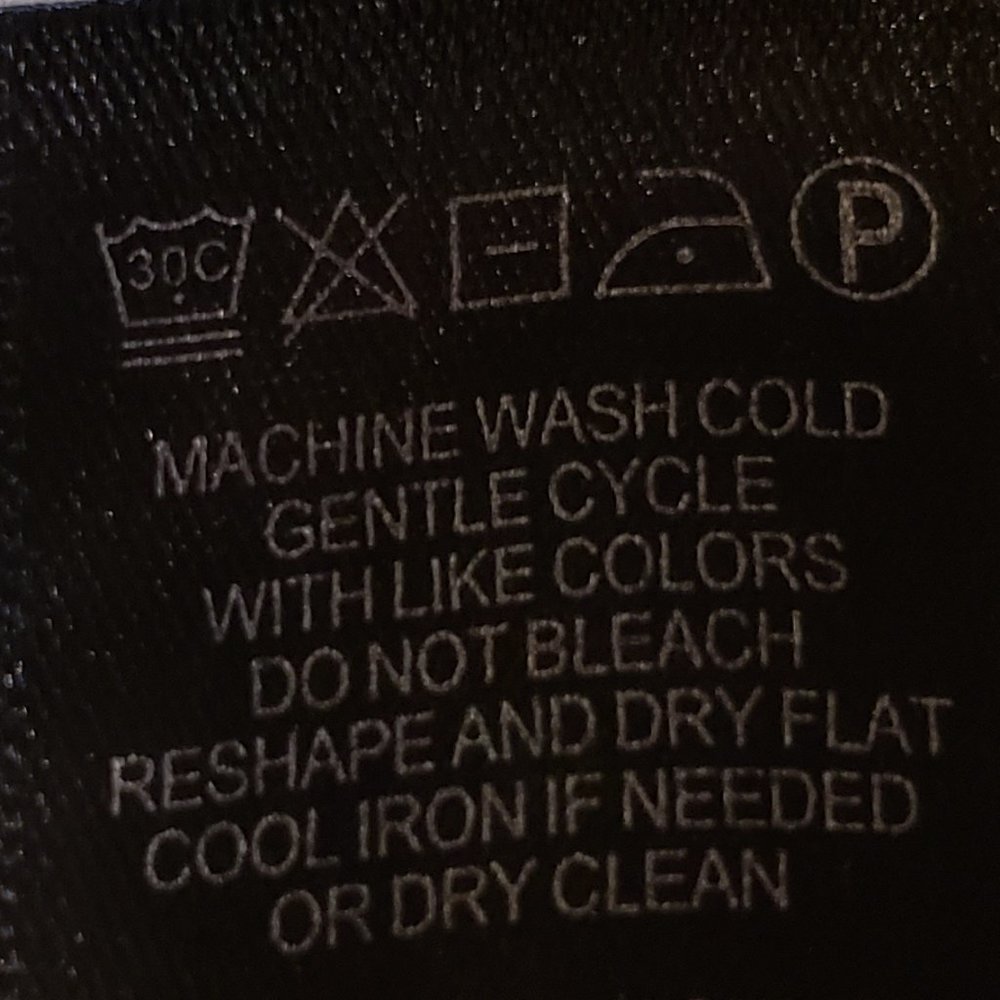 30C P
MACHINE WASH COLD
GENTLE CYCLE
WITH LIKE COLORS
DO NOT BLEACH
RESHAPE AND DRY FLAT
COOL IRON IF NEEDED
OR DRY CLEAN